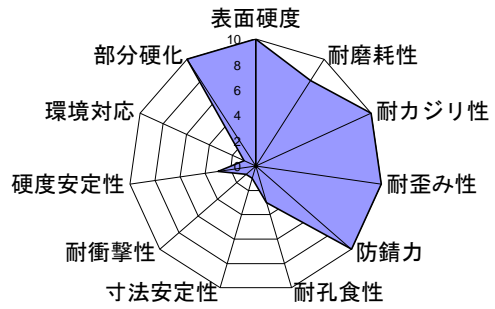 表面硬度
耐磨耗性
耐カジリ性
耐歪み性
防錆力
耐孔食性
寸法安定性
耐衝撃性
硬度安定性
環境対応
部分硬化
10
8
6
4
2
0